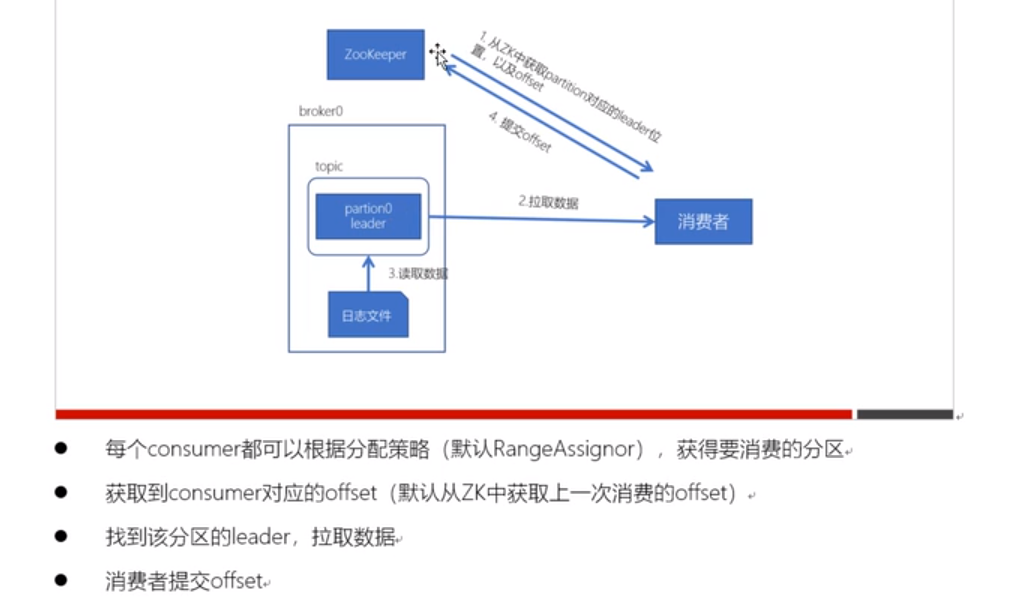 ZooKeeper
1. 从ZK中获取partition对应的leader位
置，以及offset
4. 提交offset
broker0
topic
partion0
leader
2.拉取数据
消费者
3.读取数据
日志文件
● 每个consumer都可以根据分配策略（默认RangeAssignor），获得要消费的分区
● 获取到consumer对应的offset（默认从ZK中获取上一次消费的offset）
● 找到该分区的leader，拉取数据
● 消费者提交offset